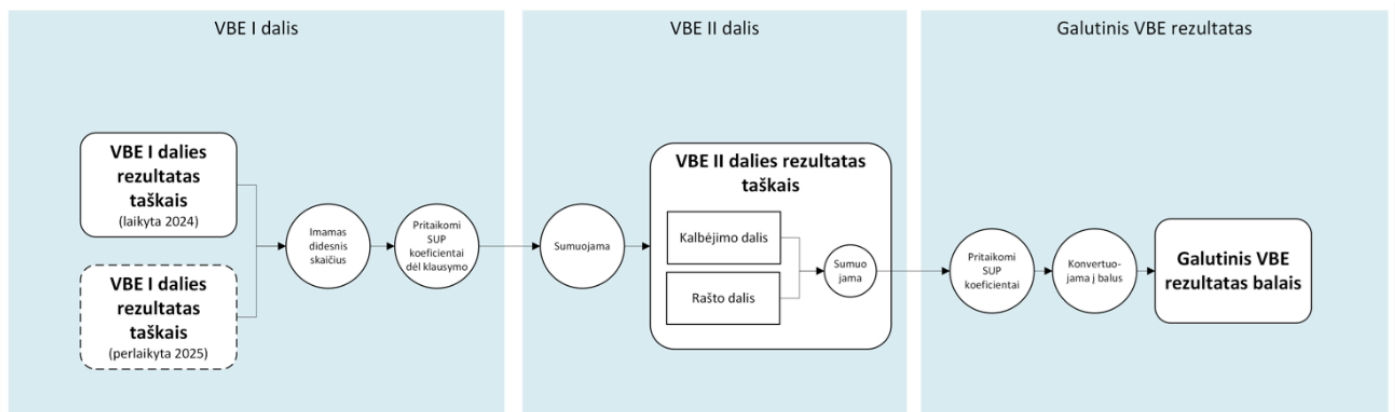 VBE I dalis
VBE I dalies
rezultatas
taškais
(laikyta 2024)
VBE I dalies
rezultatas
taškais
(perlaikyta 2025)
Imamas
didesnis
skaičius
Pritaikomi
SUP
koeficientai
dėl klausymo
VBE II dalis
Sumuojama
VBE II dalies rezultatas
taškais
Kalbėjimo dalis
Rašto dalis
Sumuo
jama
Galutinis VBE rezultatas
Pritaikomi
SUP
koeficientai
Konvertuo-
jama į balus
Galutinis VBE
rezultatas balais